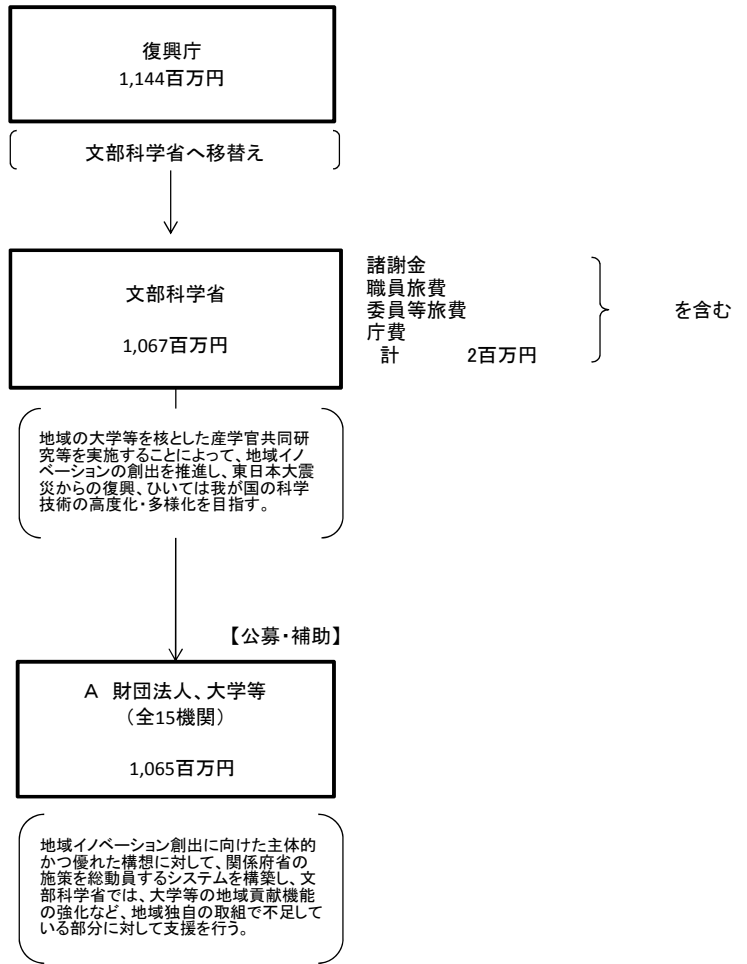 復興庁
1,144百万円
文部科学省へ移替え
文部科学省
1,067百万円
諸謝金
職員旅費
委員等旅費
庁費
計 2百万円
を含む
地域の大学等を核とした産学官共同研
究等を実施することによって、地域イノ
ベーションの創出を推進し、東日本大震
災からの復興、ひいては我が国の科学
技術の高度化・多様化を目指す。
【公募・補助】
A 財団法人、大学等
（全15機関）
1,065百万円
地域イノベーション創出に向けた主体的
かつ優れた構想に対して、関係府省の
施策を総動員するシステムを構築し、文
部科学省では、大学等の地域貢献機能
の強化など、地域独自の取組で不足して
いる部分に対して支援を行う。